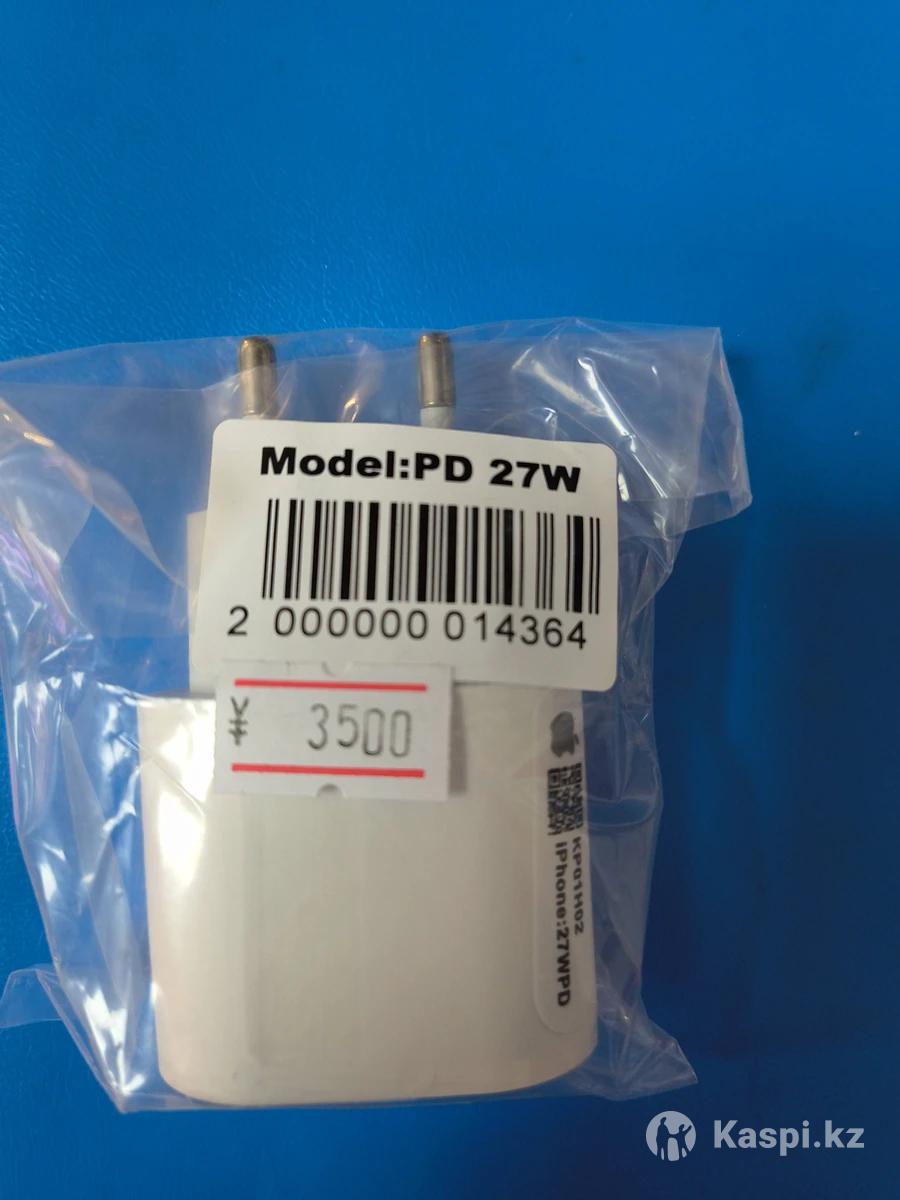 Model:PD 27W
2 000000 014364
¥ 3500
KP01H02
iPhone:27WPD
Kaspi.kz